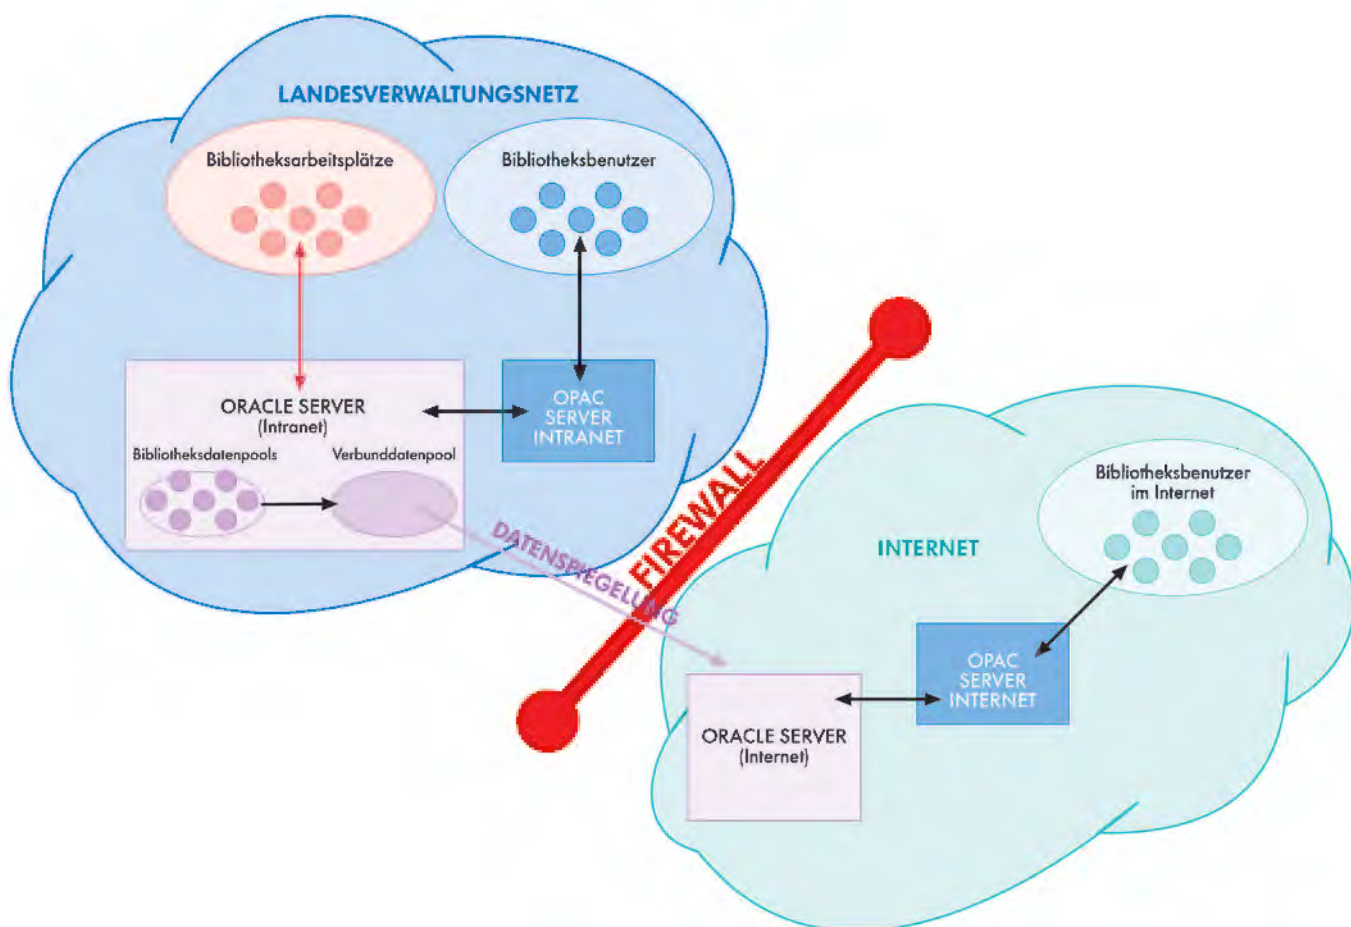 LANDESVERWALTUNGSNETZ
Bibliotheksarbeitsplätze
Bibliotheksbenutzer
ORACLE SERVER
(Intranet)
Bibliotheksdatenpools
Verbunddatenpool
OPAC
SERVER
INTRANET
DATENSPIEGELUNG
FIREWALL
INTERNET
Bibliotheksbenutzer
im Internet
OPAC
SERVER
INTERNET
ORACLE SERVER
(Internet)